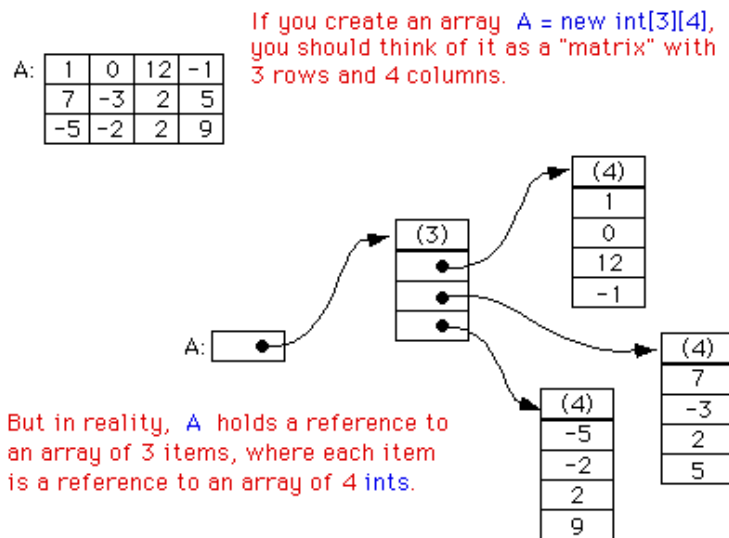 If you create an array A = new int[3][4],
you should think of it as a "matrix" with
3 rows and 4 columns.
A:
1 0 12 -1
7 -3 2 5
-5 -2 2 9
A:
(3)
(4)
1
0
12
-1
(4)
7
-3
2
5
(4)
-5
-2
2
9
But in reality, A holds a reference to
an array of 3 items, where each item
is a reference to an array of 4 ints.